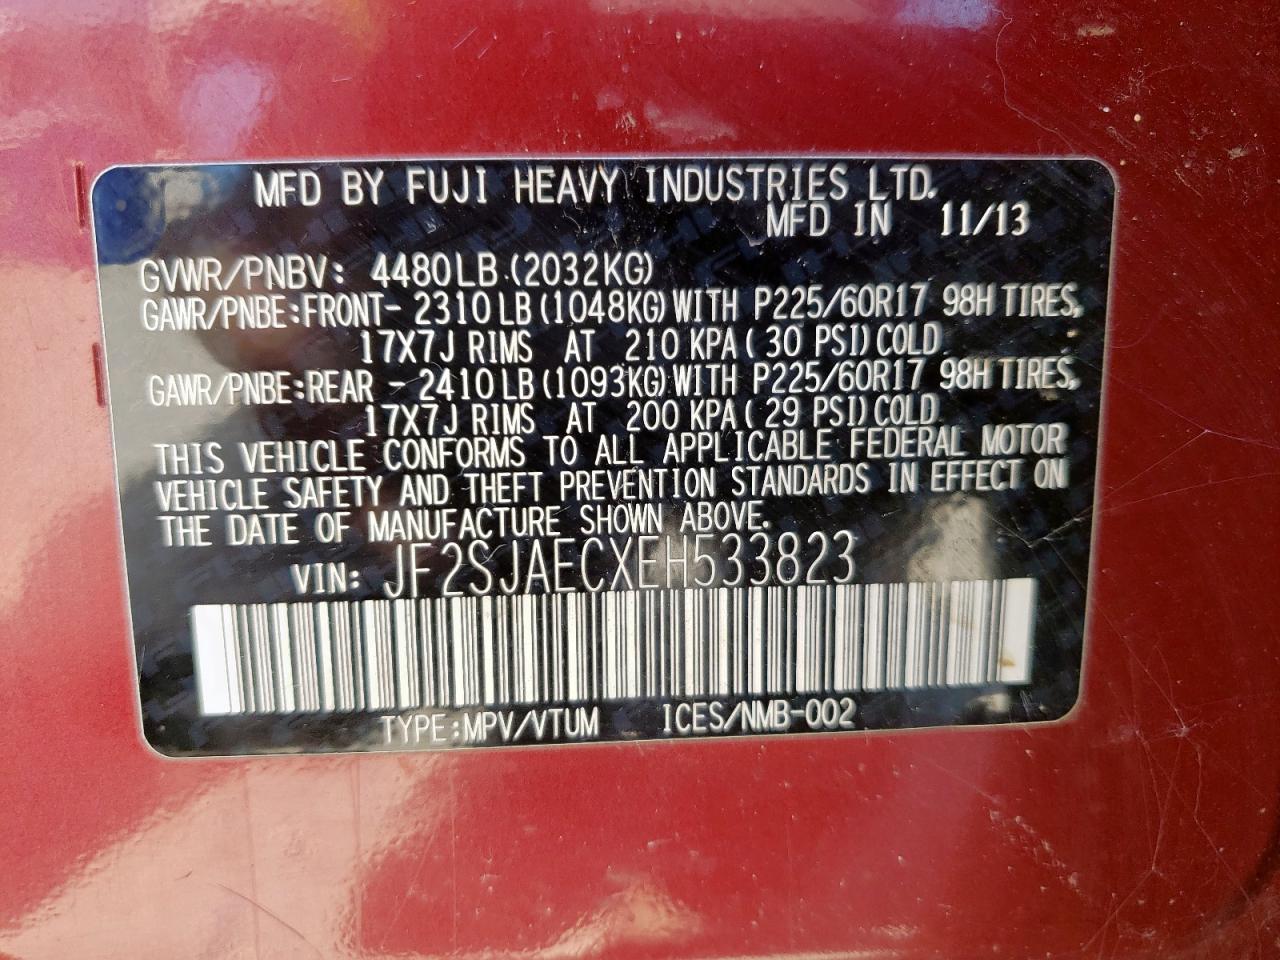 MFD BY FUJI HEAVY INDUSTRIES LTD.
MFD IN 11/13
GVWR/PNBV: 4480LB (2032KG)
GAWR/PNBE:FRONT- 2310LB (1048KG) WITH P225/60R17 98H TIRES,
17X7J RIMS AT 210 KPA( 30 PSI) COLD
GAWR/PNBE:REAR - 2410LB (1093KG) WITH P225/60R17 98H TIRES,
17X7J RIMS AT 200 KPA( 29 PSI) COLD
THIS VEHICLE CONFORMS TO ALL APPLICABLE FEDERAL MOTOR
VEHICLE SAFETY AND THEFT PREVENTION STANDARDS IN EFFECT ON
THE DATE OF MANUFACTURE SHOWN ABOVE.
VIN: JF2SJAECXEH533823
TYPE:MPV/VTUM ICES/NMB-002